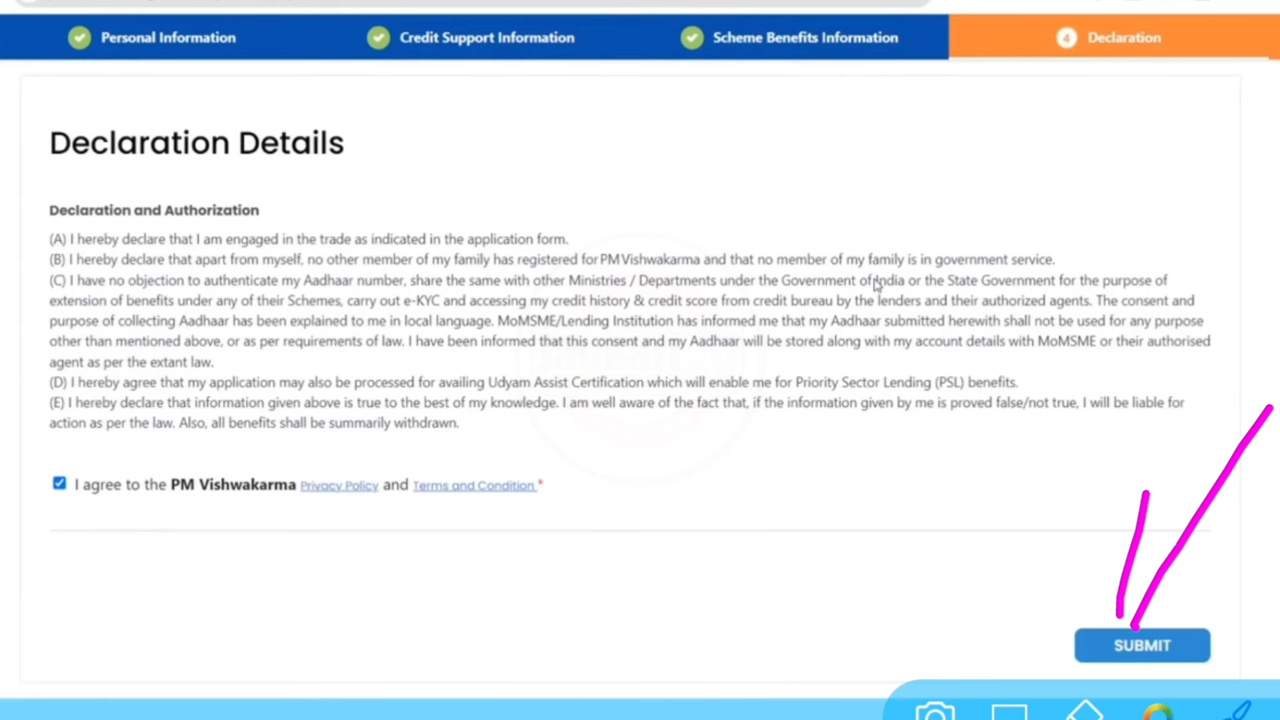 Personal Information
Credit Support Information
Scheme Benefits Information
4 Declaration
Declaration Details
Declaration and Authorization
(A) I hereby declare that I am engaged in the trade as indicated in the application form.
(B) I hereby declare that apart from myself, no other member of my family has registered for PM Vishwakarma and that no member of my family is in government service.
(C) I have no objection to authenticate my Aadhaar number, share the same with other Ministries / Departments under the Government of India or the State Government for the purpose of
extension of benefits under any of their Schemes, carry out e-KYC and accessing my credit history & credit score from credit bureau by the lenders and their authorized agents. The consent and
purpose of collecting Aadhaar has been explained to me in local language. MoMSME/Lending Institution has informed me that my Aadhaar submitted herewith shall not be used for any purpose
other than mentioned above, or as per requirements of law. I have been informed that this consent and my Aadhaar will be stored along with my account details with MoMSME or their authorised
agent as per the extant law.
(D) I hereby agree that my application may also be processed for availing Udyam Assist Certification which will enable me for Priority Sector Lending (PSL) benefits.
(E) I hereby declare that information given above is true to the best of my knowledge. I am well aware of the fact that, if the information given by me is proved false/not true, I will be liable for
action as per the law. Also, all benefits shall be summarily withdrawn.
I agree to the PM Vishwakarma Privacy Policy and Terms and Condition *
SUBMIT